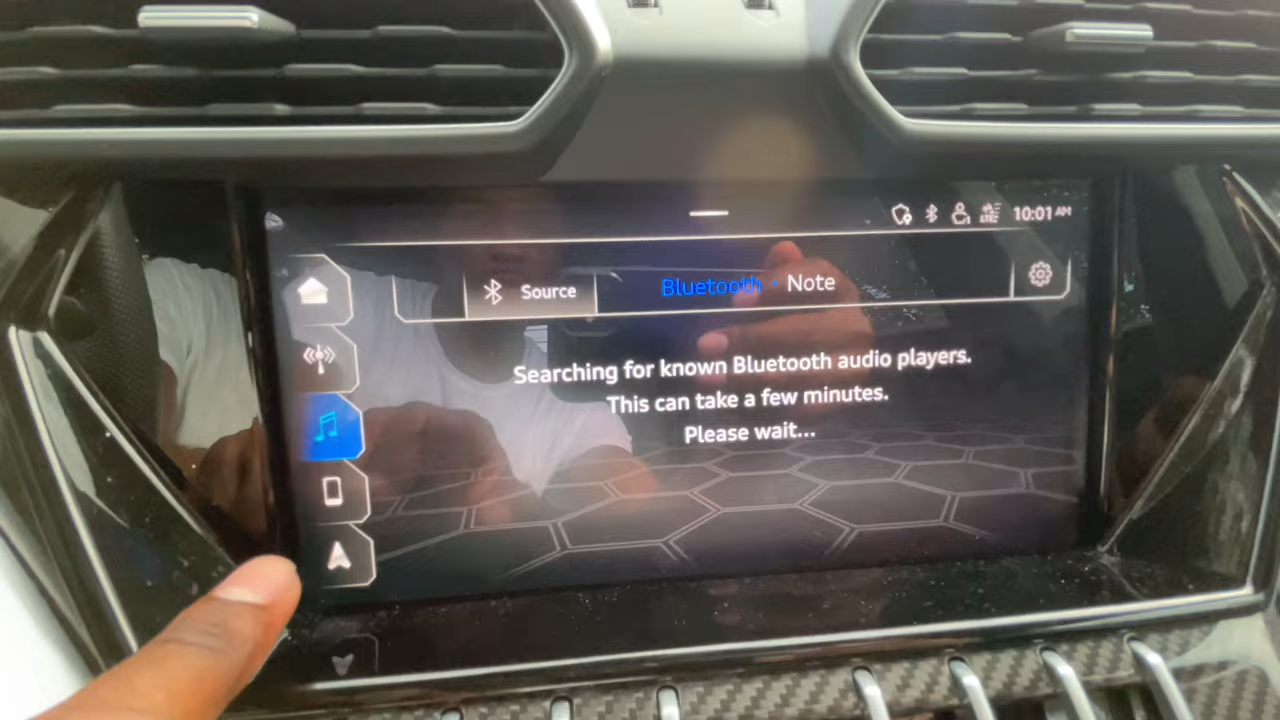 10:01 AM
Source
Bluetooth - Note
Searching for known Bluetooth audio players.
This can take a few minutes.
Please wait...